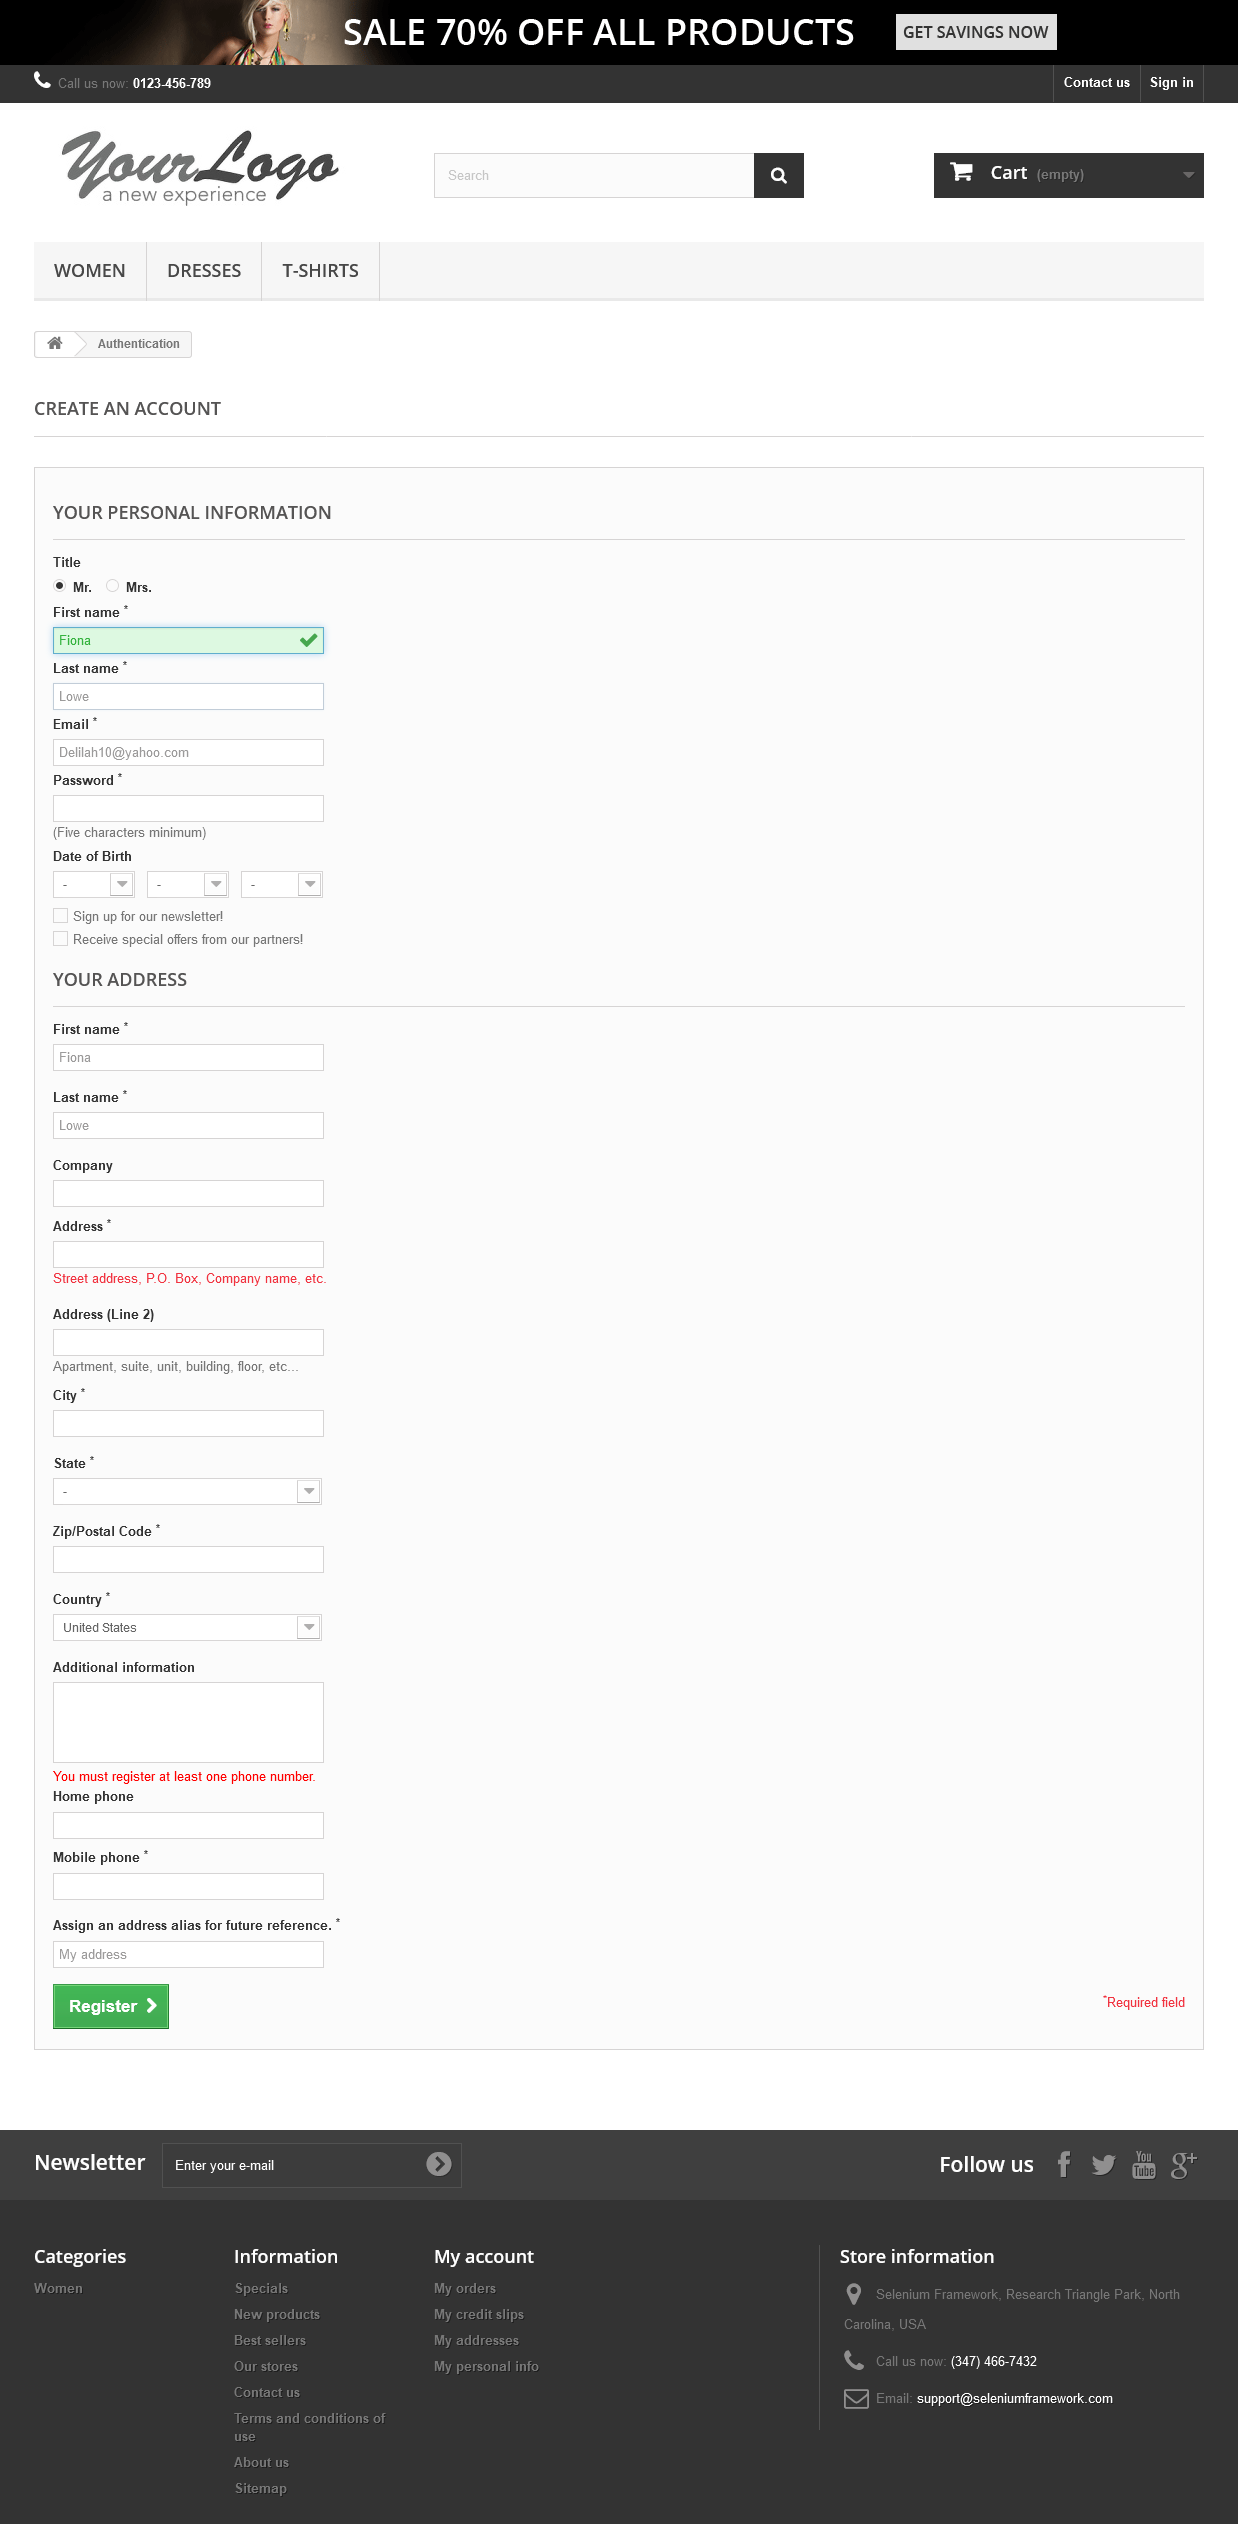 SALE 70% OFF ALL PRODUCTS GET SAVINGS NOW
Call us now: 0123-456-789 Contact us Sign in
YourLogo
a new experience
Search
Cart (empty)
WOMEN DRESSES T-SHIRTS
Authentication
CREATE AN ACCOUNT
YOUR PERSONAL INFORMATION
Title
Mr. Mrs.
First name *
Fiona
Last name *
Lowe
Email *
Delilah10@yahoo.com
Password *
(Five characters minimum)
Date of Birth
- - -
Sign up for our newsletter!
Receive special offers from our partners!
YOUR ADDRESS
First name *
Fiona
Last name *
Lowe
Company
Address *
Street address, P.O. Box, Company name, etc.
Address (Line 2)
Apartment, suite, unit, building, floor, etc...
City *
State *
-
Zip/Postal Code *
Country *
United States
Additional information
You must register at least one phone number.
Home phone
Mobile phone *
Assign an address alias for future reference. *
My address
Register
*Required field
Newsletter Enter your e-mail
Follow us
You
Tube
g+
Categories
Women
Information
Specials
New products
Best sellers
Our stores
Contact us
Terms and conditions of
use
About us
Sitemap
My account
My orders
My credit slips
My addresses
My personal info
Store information
Selenium Framework, Research Triangle Park, North
Carolina, USA
Call us now: (347) 466-7432
Email: support@seleniumframework.com